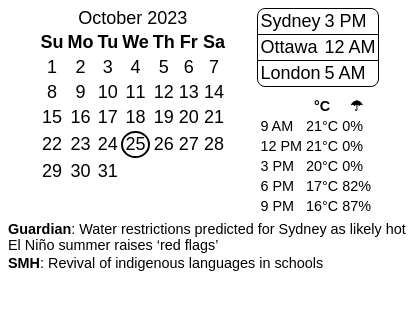 October 2023
Su Mo Tu We Th Fr Sa
1 2 3 4 5 6 7
8 9 10 11 12 13 14
15 16 17 18 19 20 21
22 23 24 25 26 27 28
29 30 31
Sydney 3 PM
Ottawa 12 AM
London 5 AM
°C ☂
9 AM 21°C 0%
12 PM 21°C 0%
3 PM 20°C 0%
6 PM 17°C 82%
9 PM 16°C 87%
Guardian: Water restrictions predicted for Sydney as likely hot
El Niño summer raises ‘red flags’
SMH: Revival of indigenous languages in schools